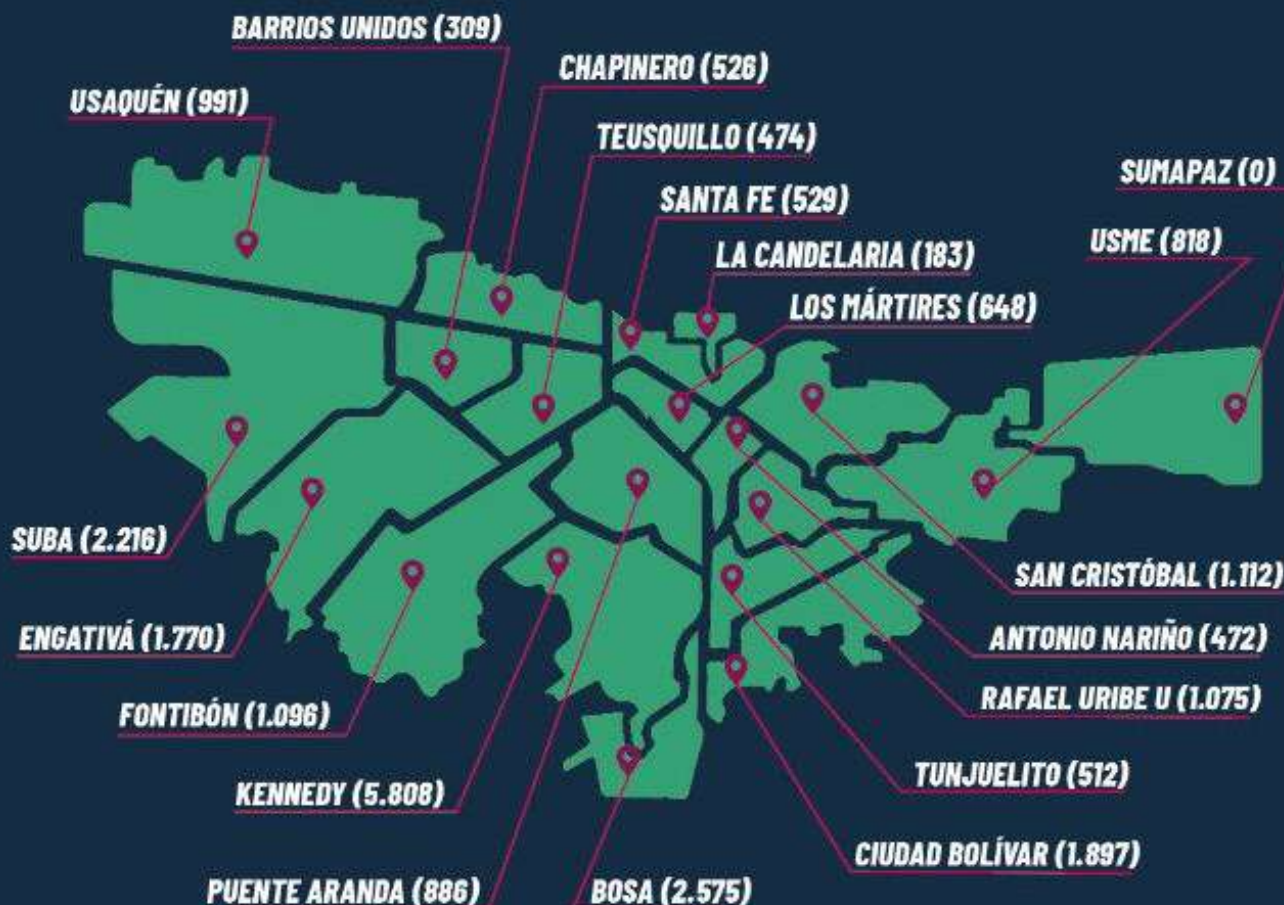 BARRIOS UNIDOS (309)
CHAPINERO (526)
USAQUÉN (991)
TEUSQUILLO (474)
SUMAPAZ (0)
SANTA FE (529)
USME (818)
LA CANDELARIA (183)
LOS MÁRTIRES (648)
SUBA (2.216)
SAN CRISTÓBAL (1.112)
ENGATIVÁ (1.770)
ANTONIO NARIÑO (472)
RAFAEL URIBE U (1.075)
FONTIBÓN (1.096)
TUNJUELITO (512)
KENNEDY (5.808)
CIUDAD BOLÍVAR (1.897)
PUENTE ARANDA (886)
BOSA (2.575)